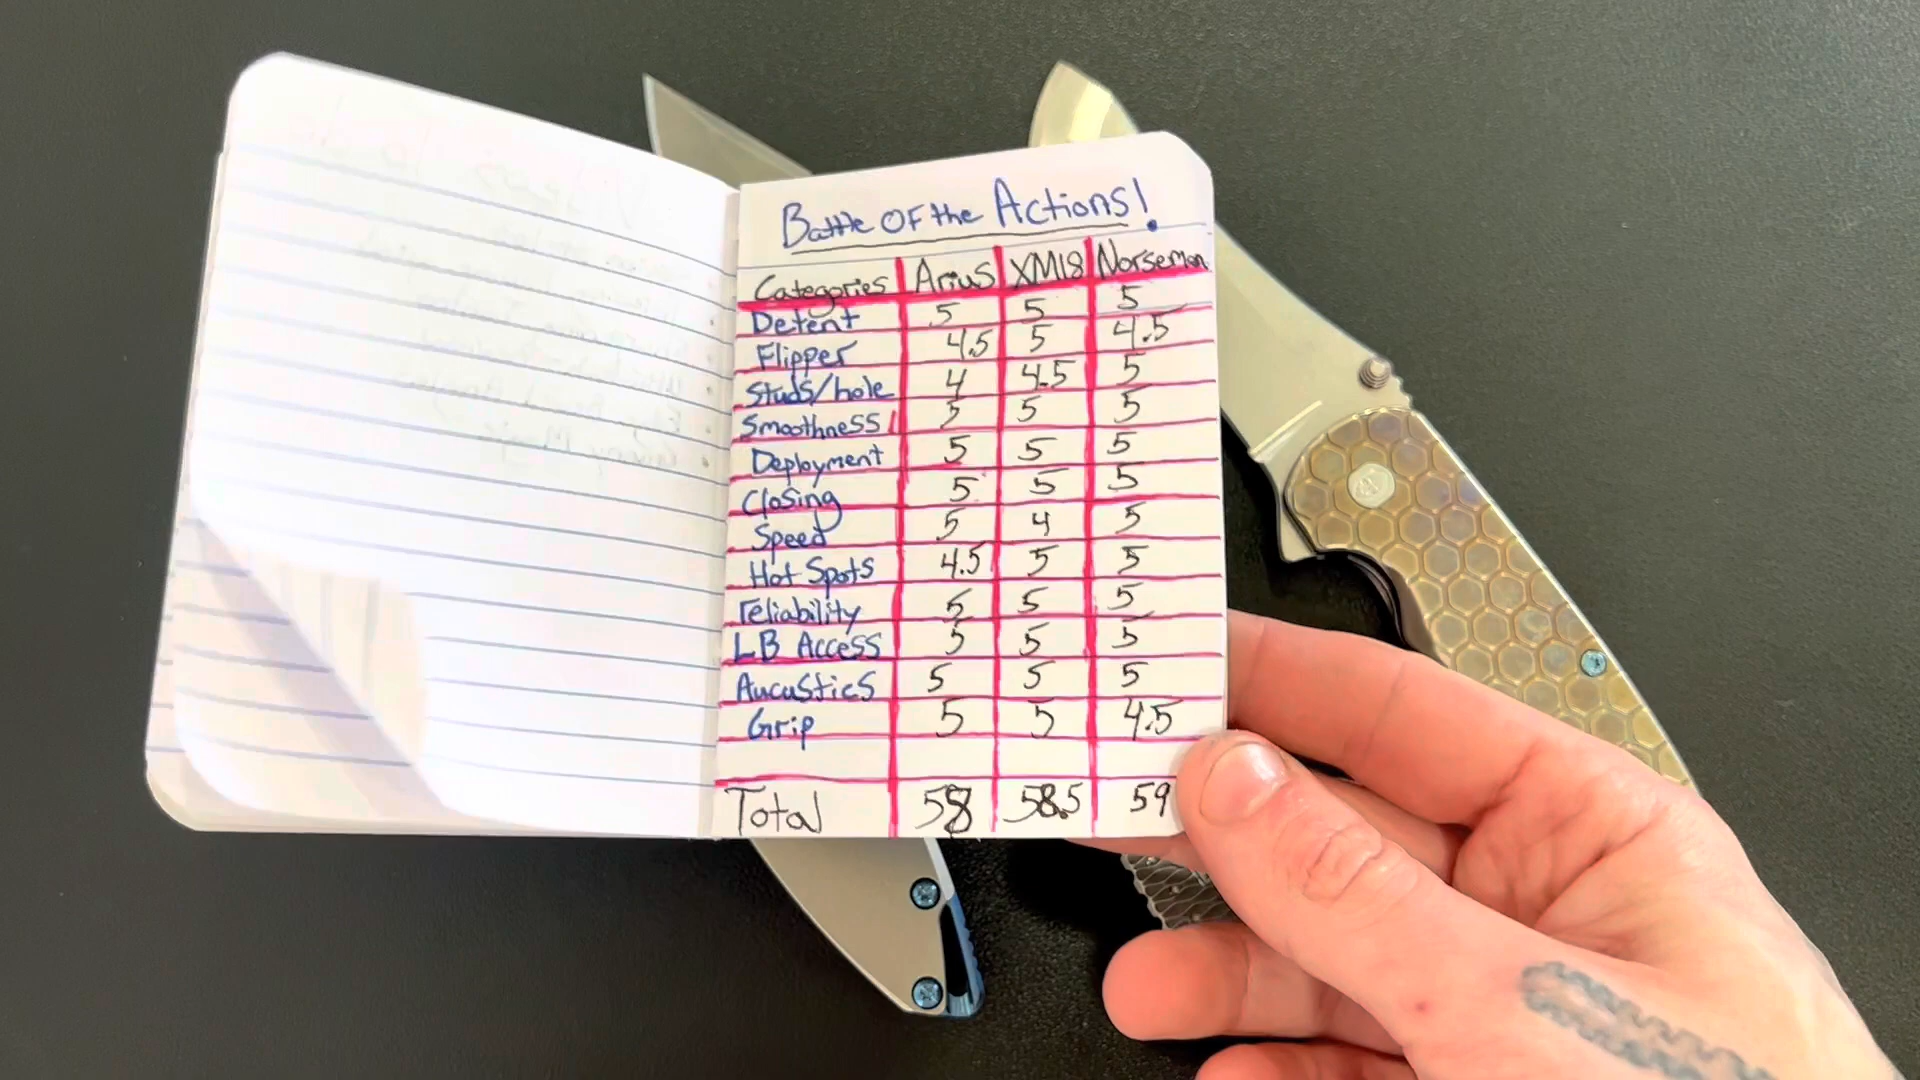 Battle Of the Actions!
Categories Arius XM18 Norseman
Detent 5 5 5
Flipper 4.5 5 4.5
Studs/hole 4 4.5 5
Smoothness 5 5 5
Deployment 5 5 5
Closing 5 5 5
Speed 5 4 5
Hot Spots 4.5 5 5
reliability 5 5 5
LB Access 5 5 5
Aucustics 5 5 5
Grip 5 5 4.5
Total 58 58.5 59